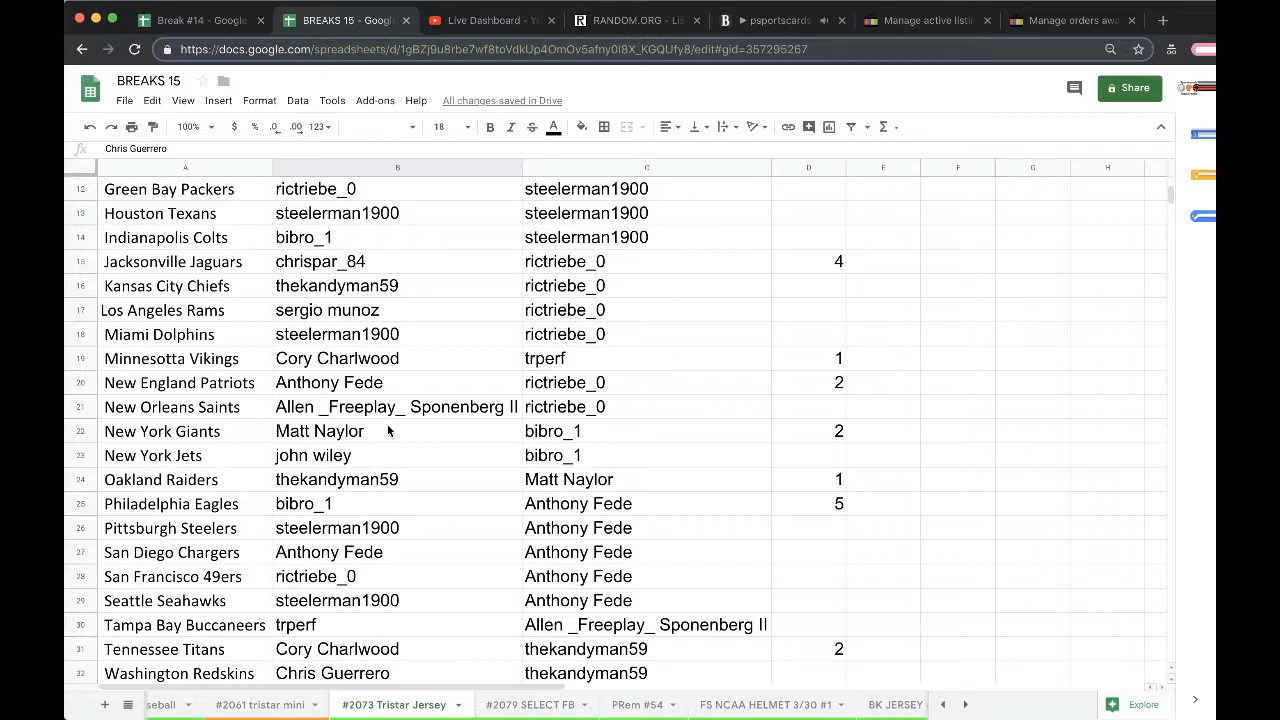 Break #14 - Google
BREAKS 15 - Goog
Live Dashboard - Yo
RANDOM.ORG - Lis
psportscards
Manage active listin
Manage orders awa
https://docs.google.com/spreadsheets/d/1gBZj9u8rbe7wf8toVdkUp4OmOv5afny0I8X_KGQUfy8/edit#gid=357295267
BREAKS 15
File Edit View Insert Format Data Tools Add-ons Help All changes saved in Drive
Share
100% $ % .0 .00 123 18 B I S A
fx Chris Guerrero
A B C D E F G H
12 Green Bay Packers rictriebe_0 steelerman1900
13 Houston Texans steelerman1900 steelerman1900
14 Indianapolis Colts bibro_1 steelerman1900
15 Jacksonville Jaguars chrispar_84 rictriebe_0 4
16 Kansas City Chiefs thekandyman59 rictriebe_0
17 Los Angeles Rams sergio munoz rictriebe_0
18 Miami Dolphins steelerman1900 rictriebe_0
19 Minnesotta Vikings Cory Charlwood trperf 1
20 New England Patriots Anthony Fede rictriebe_0 2
21 New Orleans Saints Allen _Freeplay_ Sponenberg II rictriebe_0
22 New York Giants Matt Naylor bibro_1 2
23 New York Jets john wiley bibro_1
24 Oakland Raiders thekandyman59 Matt Naylor 1
25 Philadelphia Eagles bibro_1 Anthony Fede 5
26 Pittsburgh Steelers steelerman1900 Anthony Fede
27 San Diego Chargers Anthony Fede Anthony Fede
28 San Francisco 49ers rictriebe_0 Anthony Fede
29 Seattle Seahawks steelerman1900 Anthony Fede
30 Tampa Bay Buccaneers trperf Allen _Freeplay_ Sponenberg II
31 Tennessee Titans Cory Charlwood thekandyman59 2
32 Washington Redskins Chris Guerrero thekandyman59
seball #2061 tristar mini #2073 Tristar jersey #2079 SELECT FB PRem #54 FS NCAA HELMET 3/30 #1 BK JERSEY Explore